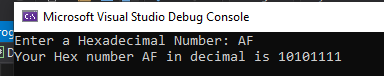 Microsoft Visual Studio Debug Console
Enter a Hexadecimal Number: AF
Your Hex number AF in decimal is 10101111